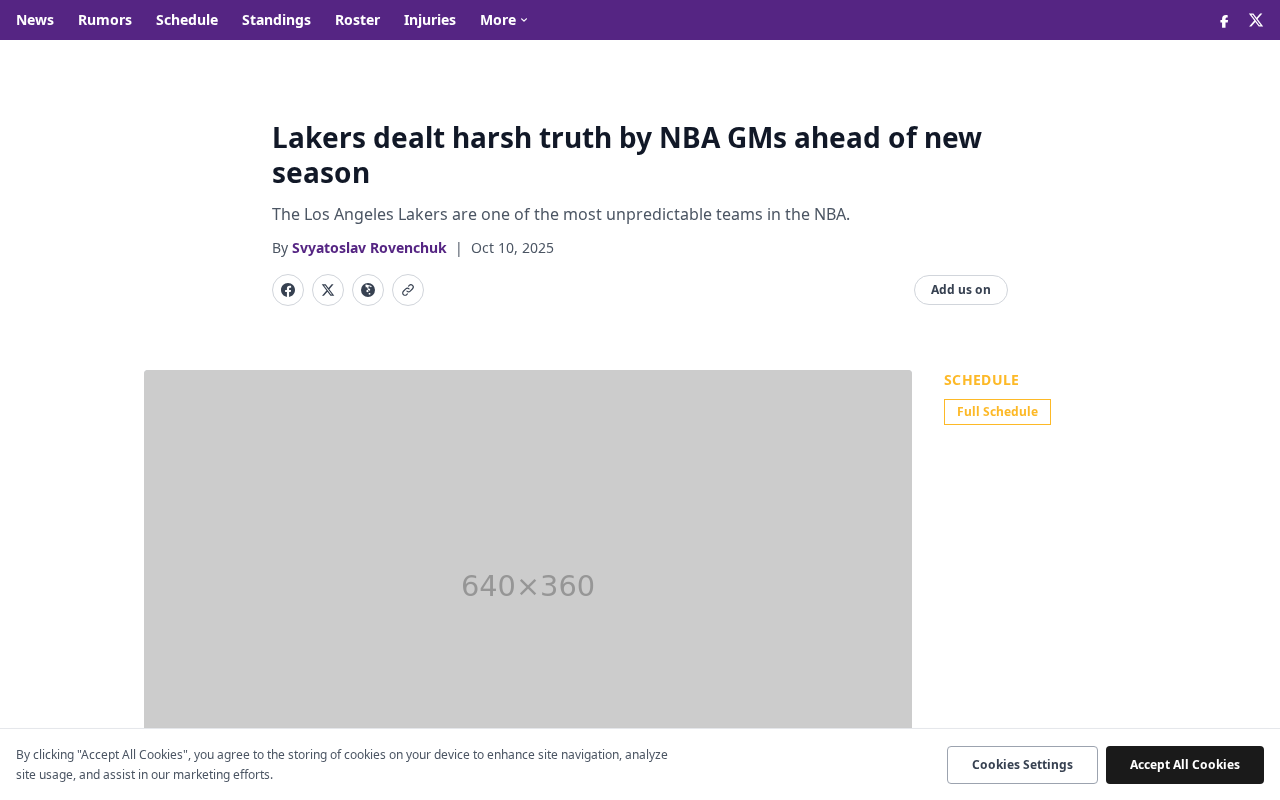 News Rumors Schedule Standings Roster Injuries More
Lakers dealt harsh truth by NBA GMs ahead of new
season
The Los Angeles Lakers are one of the most unpredictable teams in the NBA.
By Svyatoslav Rovenchuk | Oct 10, 2025
Add us on
SCHEDULE
Full Schedule
640×360
By clicking "Accept All Cookies", you agree to the storing of cookies on your device to enhance site navigation, analyze
site usage, and assist in our marketing efforts.
Cookies Settings
Accept All Cookies